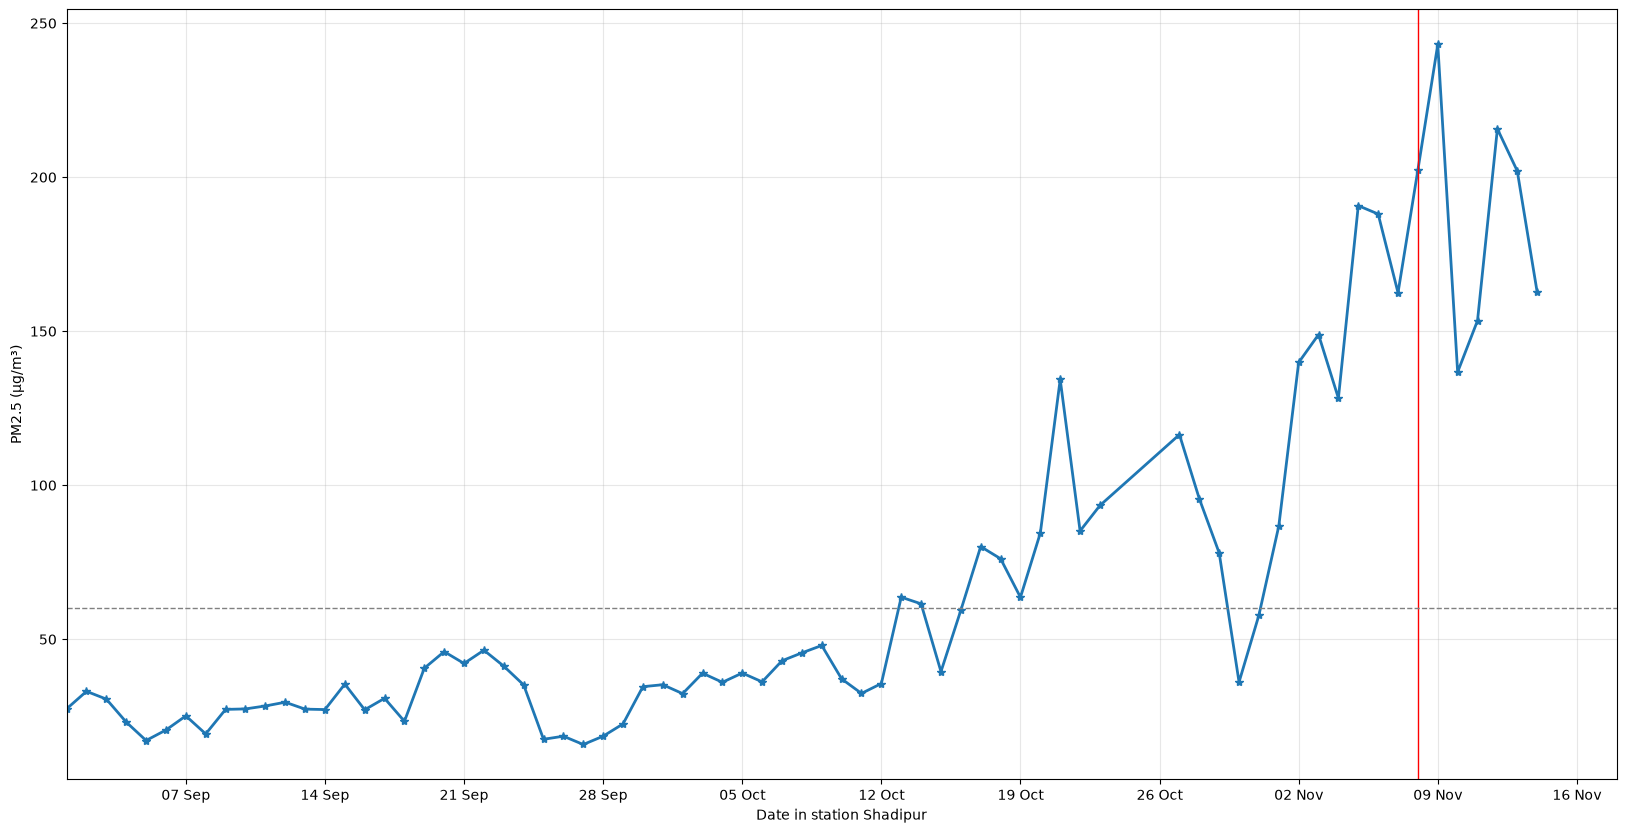 250
200
150
100
50
PM2.5 (µg/m³)
07 Sep
14 Sep
21 Sep
28 Sep
05 Oct
12 Oct
19 Oct
26 Oct
02 Nov
09 Nov
16 Nov
Date in station Shadipur